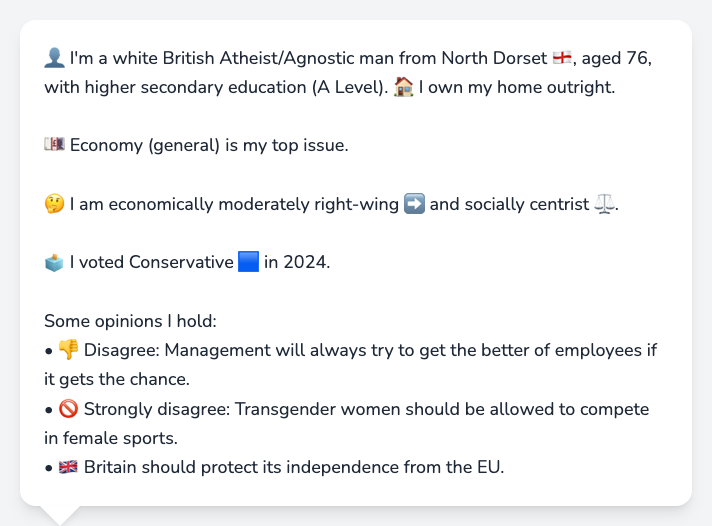 👤 I'm a white British Atheist/Agnostic man from North Dorset 🏴󠁧󠁢󠁥󠁮󠁧󠁿, aged 76,
with higher secondary education (A Level). 🏠 I own my home outright.
💷 Economy (general) is my top issue.
🤔 I am economically moderately right-wing ➡️ and socially centrist ⚖️.
🗳️ I voted Conservative 🟦 in 2024.
Some opinions I hold:
• 👎 Disagree: Management will always try to get the better of employees if
it gets the chance.
• 🚫 Strongly disagree: Transgender women should be allowed to compete
in female sports.
• 🇬🇧 Britain should protect its independence from the EU.